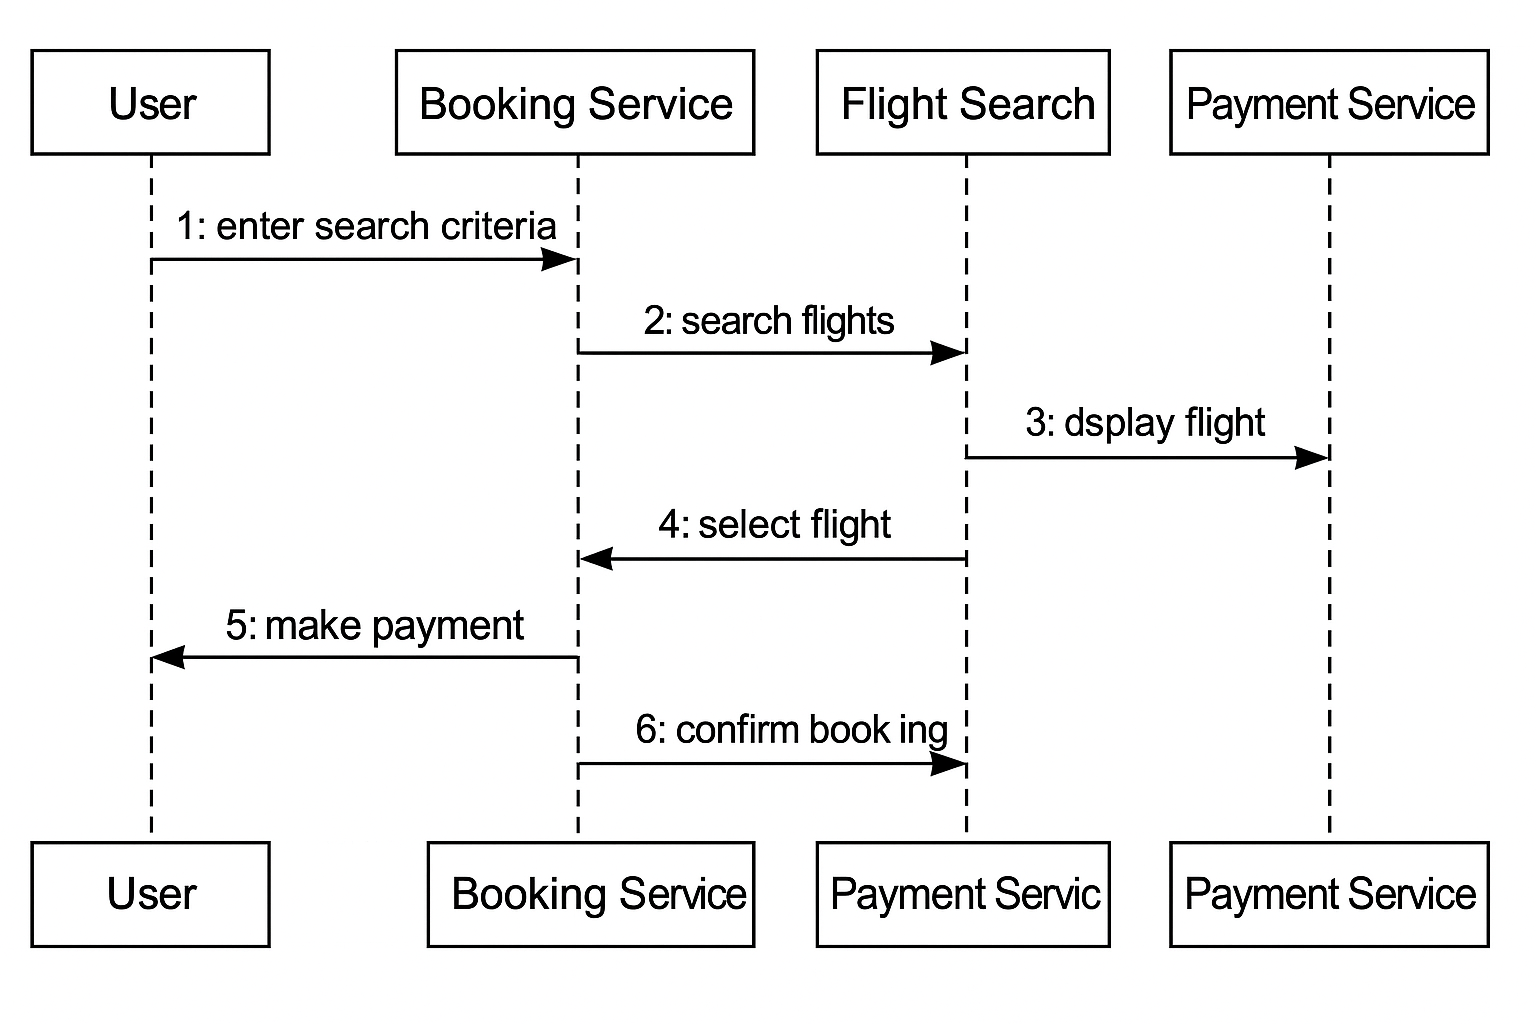 User
Booking Service
Flight Search
Payment Service
1: enter search criteria
2: search flights
3: dsplay flight
4: select flight
5: make payment
6: confirm book ing
User
Booking Service
Payment Servic
Payment Service